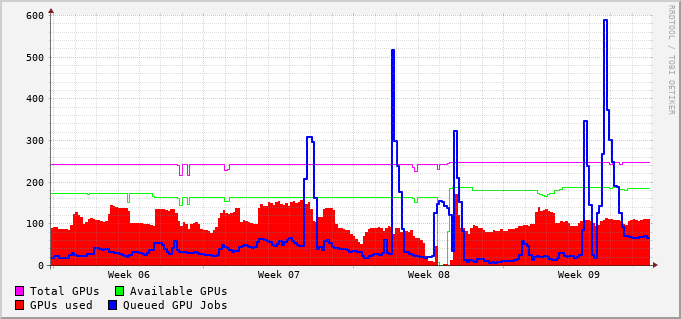 600
500
400
300
200
100
0
Week 06 Week 07 Week 08 Week 09
Total GPUs Available GPUs
GPUs used Queued GPU Jobs
RRDTOOL / TOBI OETIKER